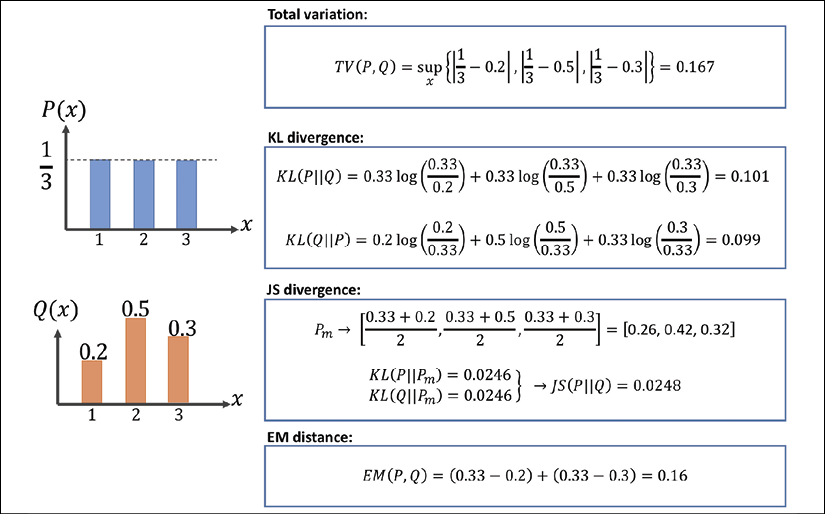 Total variation:
TV(P, Q) = sup_x {|1/3 − 0.2|, |1/3 − 0.5|, |1/3 − 0.3|} = 0.167
P(x)
1/3
x
1 2 3
KL divergence:
KL(P||Q) = 0.33 log(0.33/0.2) + 0.33 log(0.33/0.5) + 0.33 log(0.33/0.3) = 0.101
KL(Q||P) = 0.2 log(0.2/0.33) + 0.5 log(0.5/0.33) + 0.33 log(0.3/0.33) = 0.099
Q(x)
0.2
0.5
0.3
x
1 2 3
JS divergence:
P_m → [(0.33 + 0.2)/2, (0.33 + 0.5)/2, (0.33 + 0.3)/2] = [0.26, 0.42, 0.32]
KL(P||P_m) = 0.0246
KL(Q||P_m) = 0.0246
} → JS(P||Q) = 0.0248
EM distance:
EM(P, Q) = (0.33 − 0.2) + (0.33 − 0.3) = 0.16